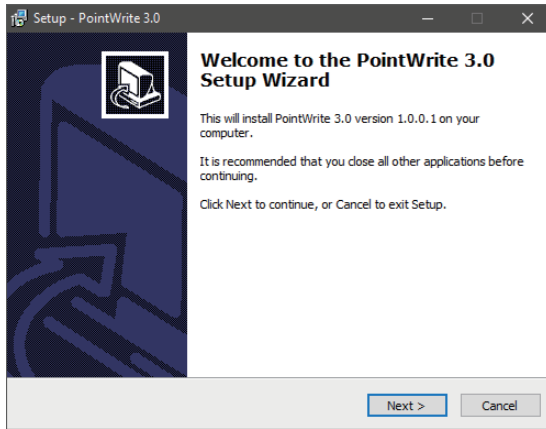 Setup - PointWrite 3.0
Welcome to the PointWrite 3.0
Setup Wizard
This will install PointWrite 3.0 version 1.0.0.1 on your
computer.
It is recommended that you close all other applications before
continuing.
Click Next to continue, or Cancel to exit Setup.
Next >
Cancel